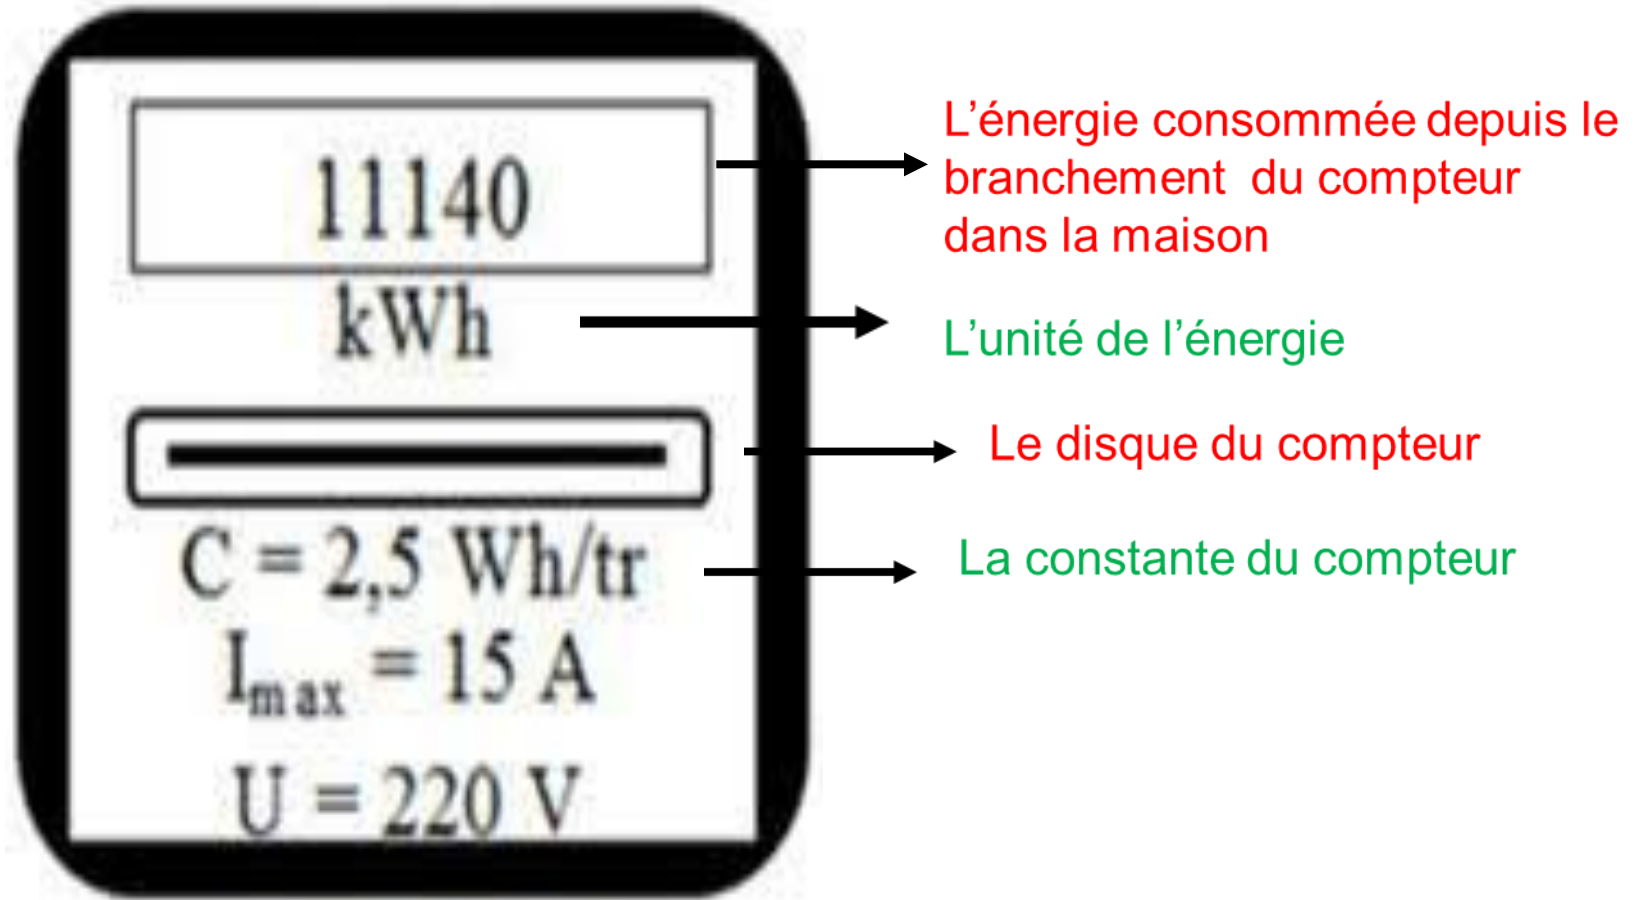 11140
kWh
C = 2,5 Wh/tr
Imax = 15 A
U = 220 V
L’énergie consommée depuis le
branchement du compteur
dans la maison
L’unité de l’énergie
Le disque du compteur
La constante du compteur